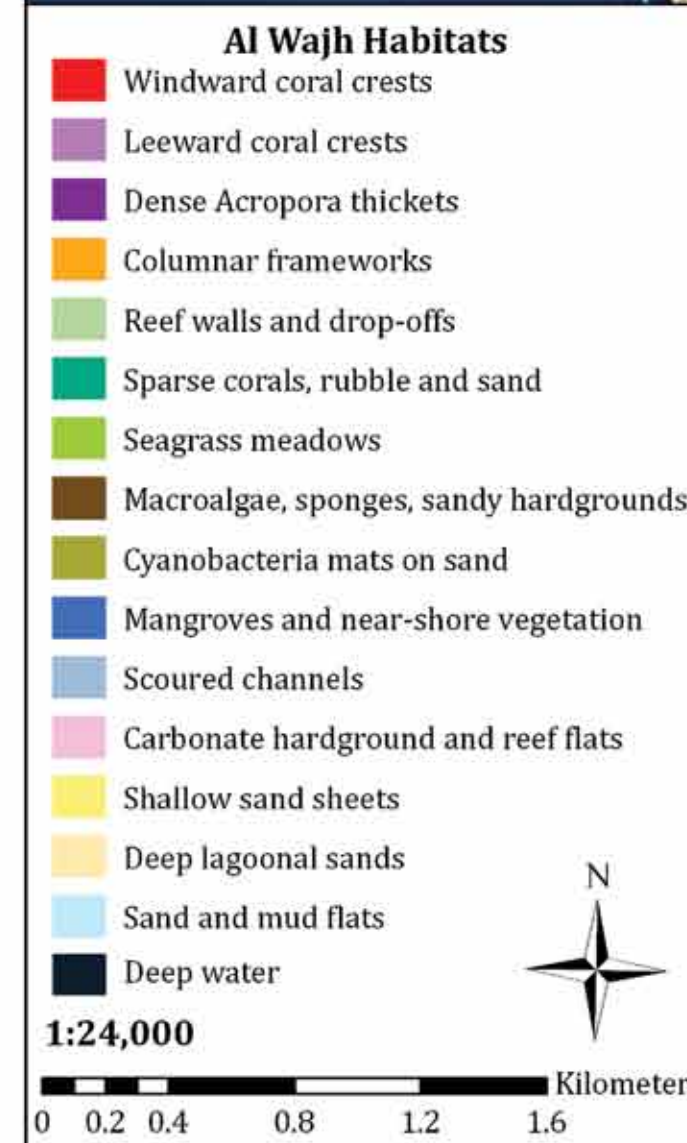 Al Wajh Habitats
Windward coral crests
Leeward coral crests
Dense Acropora thickets
Columnar frameworks
Reef walls and drop-offs
Sparse corals, rubble and sand
Seagrass meadows
Macroalgae, sponges, sandy hardgrounds
Cyanobacteria mats on sand
Mangroves and near-shore vegetation
Scoured channels
Carbonate hardground and reef flats
Shallow sand sheets
Deep lagoonal sands
Sand and mud flats
Deep water
N
1:24,000
Kilometer
0 0.2 0.4 0.8 1.2 1.6